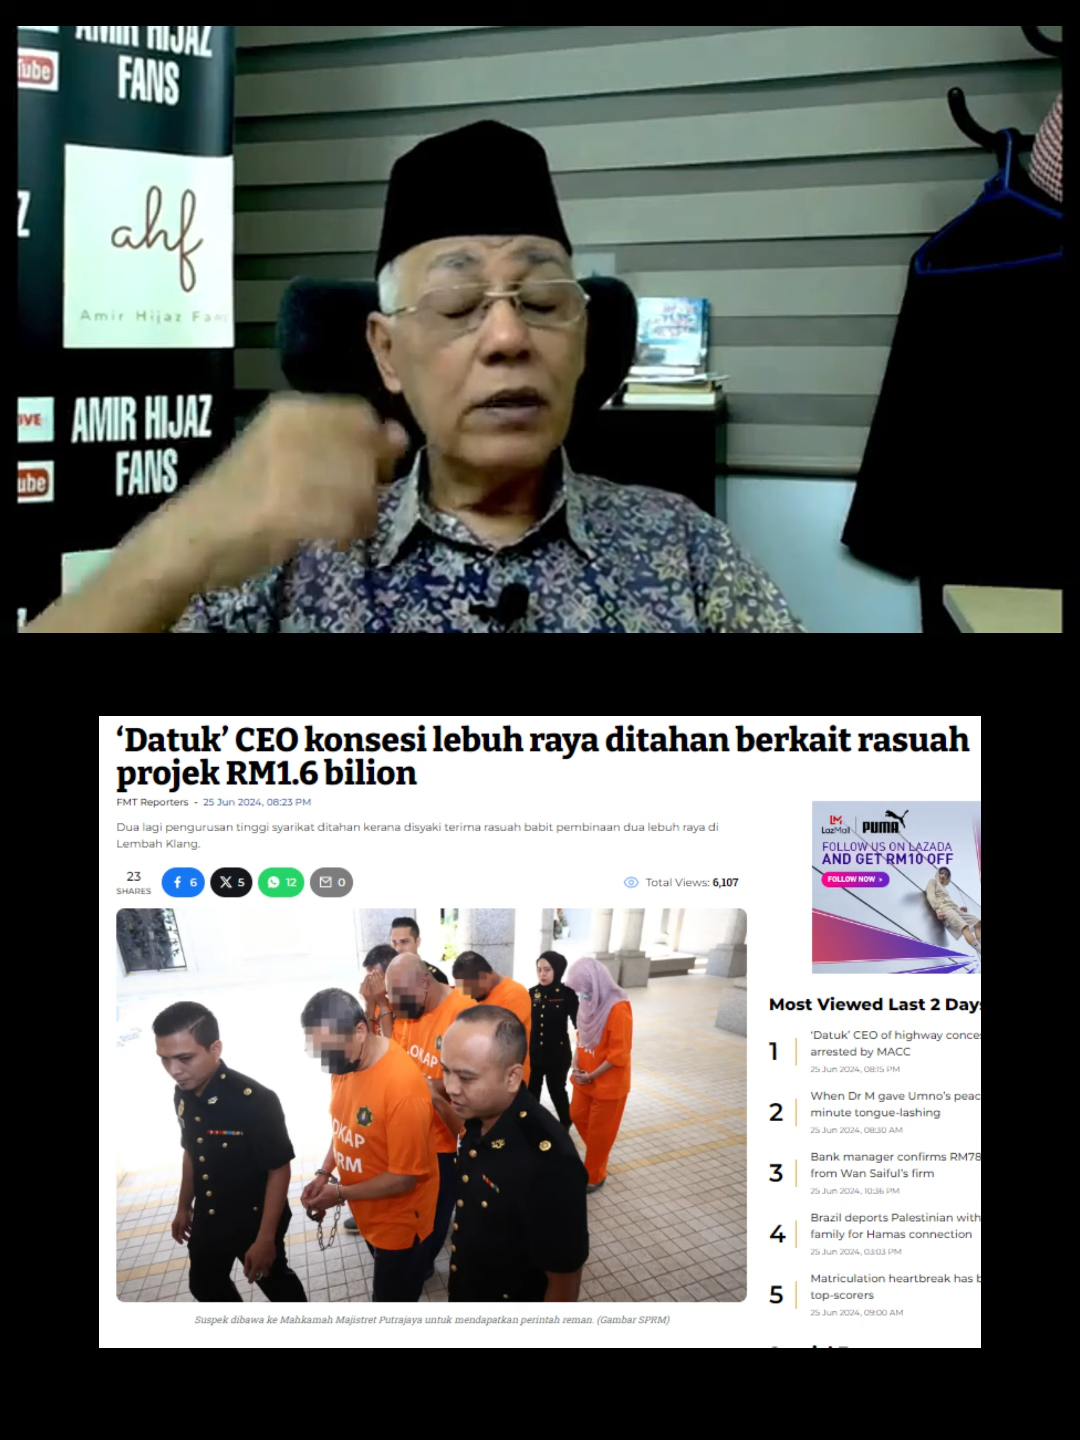 AMIR HIJAZ
FANS
ahf
Amir Hijaz Fans
AMIR HIJAZ
FANS
‘Datuk’ CEO konsesi lebuh raya ditahan berkait rasuah
projek RM1.6 bilion
FMT Reporters - 25 Jun 2024, 08:23 PM
Dua lagi pengurusan tinggi syarikat ditahan kerana disyaki terima rasuah babit pembinaan dua lebuh raya di
Lembah Klang.
23
SHARES
6
5
12
0
Total Views: 6,107
LOKAP
SPRM
Suspek dibawa ke Mahkamah Majistret Putrajaya untuk mendapatkan perintah reman. (Gambar SPRM)
LazMall PUMA
FOLLOW US ON LAZADA
AND GET RM10 OFF
FOLLOW NOW >
Most Viewed Last 2 Days
1
‘Datuk’ CEO of highway conce
arrested by MACC
25 Jun 2024, 08:15 PM
2
When Dr M gave Umno’s peac
minute tongue-lashing
25 Jun 2024, 08:30 AM
3
Bank manager confirms RM78
from Wan Saiful’s firm
25 Jun 2024, 10:36 PM
4
Brazil deports Palestinian with
family for Hamas connection
25 Jun 2024, 03:03 PM
5
Matriculation heartbreak has b
top-scorers
25 Jun 2024, 09:00 AM